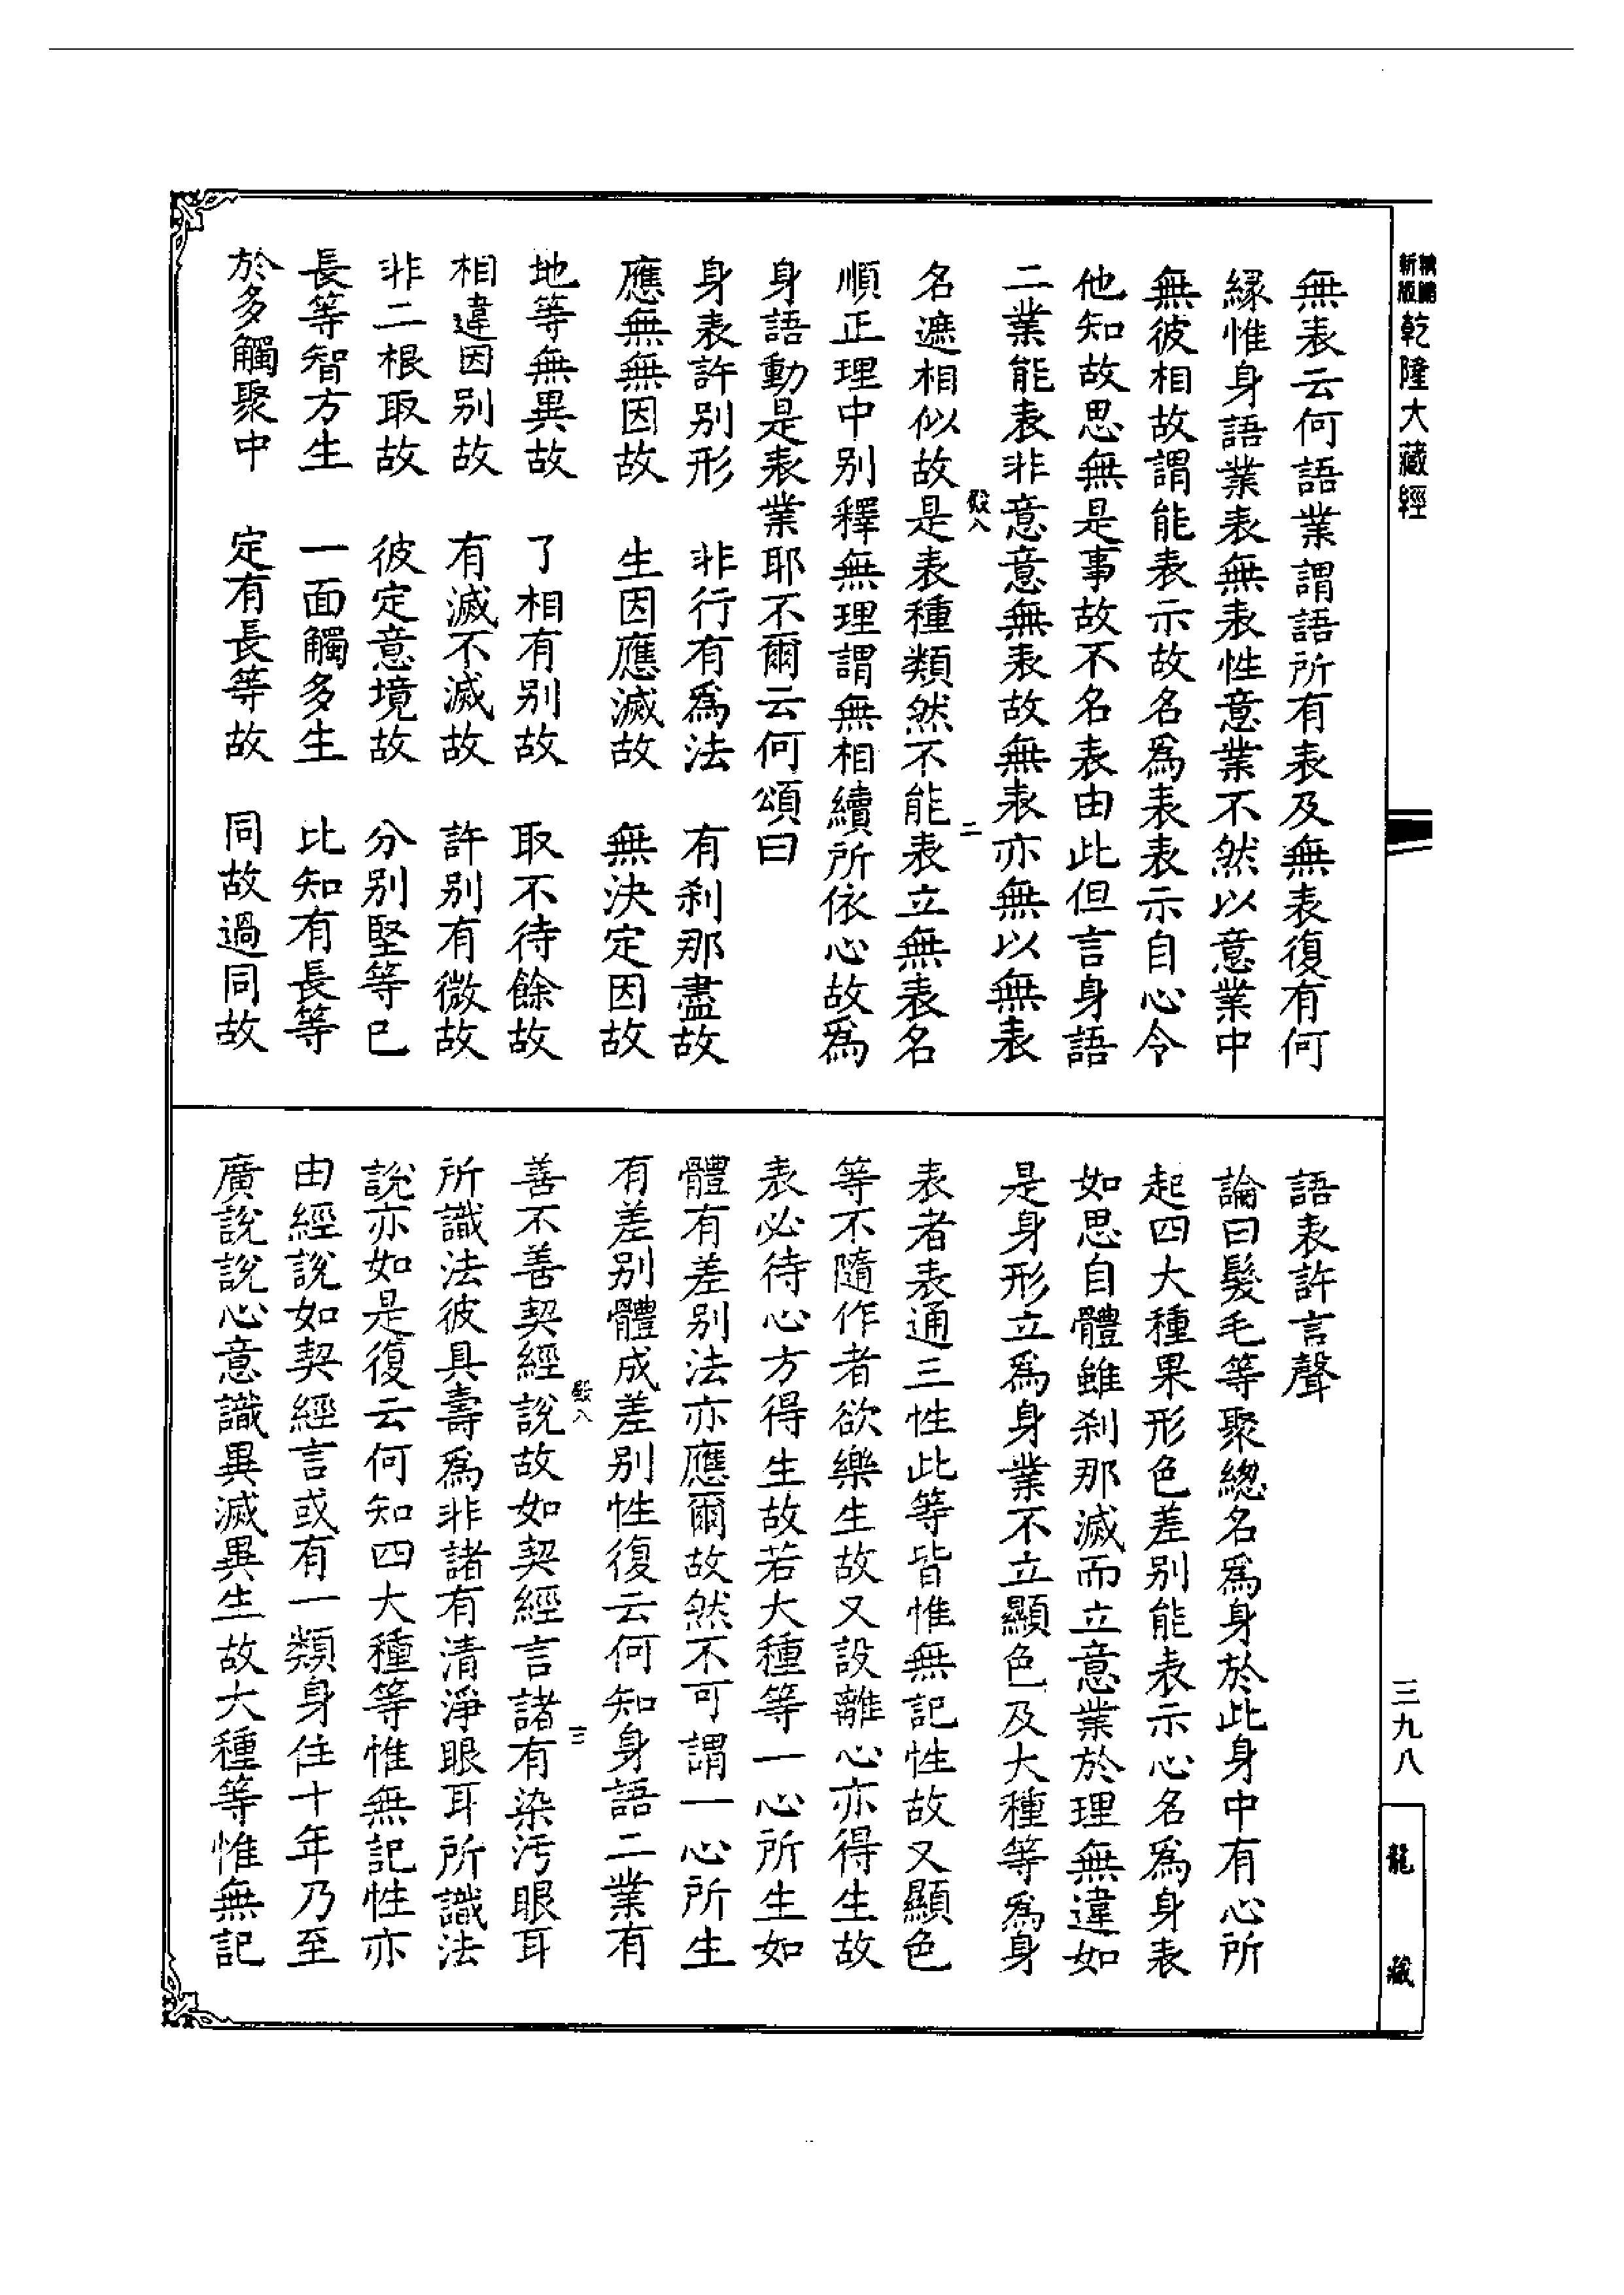 新版乾隆大藏經
無表云何語業謂語所有表及無表復有何
緣惟身語業表無表性意業不然以意業中
無彼相故謂能表示故名為表表示自心令
他知故思無是事故不名表由此但言身語
二業能表非意意無表故無表亦無以無表
殿八 二
名遮相似故是表種類然不能表立無表名
順正理中別釋無理謂無相續所依心故為
身語動是表業耶不爾云何頌曰
身表許別形 非行有為法 有剎那盡故
應無無因故 生因應滅故 無決定因故
地等無異故 了相有別故 取不待餘故
相違因別故 有滅不滅故 許別有微故
非二根取故 彼定意境故 分別堅等已
長等智方生 一面觸多生 比知有長等
於多觸聚中 定有長等故 同故過同故
語表許言聲
論曰髮毛等聚總名為身於此身中有心所
起四大種果形色差別能表示心名為身表
如思自體雖剎那滅而立意業於理無違如
是身形立為身業不立顯色及大種等為身
表者表通三性此等皆惟無記性故又顯色
等不隨作者欲樂生故又設離心亦得生故
表必待心方得生故若大種等一心所生如
體有差別法亦應爾故然不可謂一心所生
有差別體成差別性復云何知身語二業有
殿八 三
善不善契經說故如契經言諸有染污眼耳
所識法彼具壽為非諸有清淨眼耳所識法
說亦如是復云何知四大種等惟無記性亦
由經說如契經言或有一類身住十年乃至
廣說說心意識異滅異生故大種等惟無記
三九八
龍藏